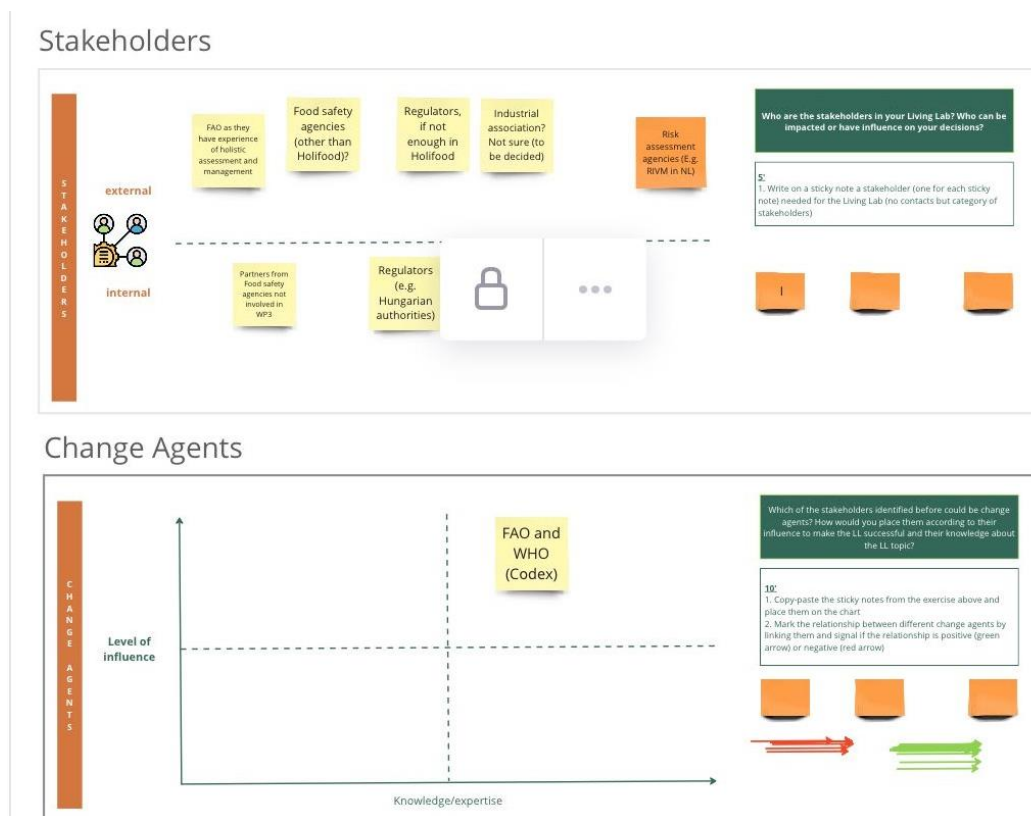 Stakeholders
STAKEHOLDERS
external
internal
FAO as they
have experience
of holistic
assessment and
management
Food safety
agencies
(other than
Holifood)?
Regulators,
if not
enough in
Holifood
Industrial
association?
Not sure (to
be decided)
Risk
assessment
agencies (E.g.
RIVM in NL)
Partners from
Food safety
agencies not
involved in
WP3
Regulators
(e.g.
Hungarian
authorities)
Who are the stakeholders in your Living Lab? Who can be
impacted or have influence on your decisions?
5'
1. Write on a sticky note a stakeholder (one for each sticky
note) needed for the Living Lab (no contacts but category of
stakeholders)
I
Change Agents
CHANGE AGENTS
Level of
influence
FAO and
WHO
(Codex)
Knowledge/expertise
Which of the stakeholders identified before could be change
agents? How would you place them according to their
influence to make the LL successful and their knowledge about
the LL topic?
10'
1. Copy-paste the sticky notes from the exercise above and
place them on the chart
2. Mark the relationship between different change agents by
linking them and signal if the relationship is positive (green
arrow) or negative (red arrow)